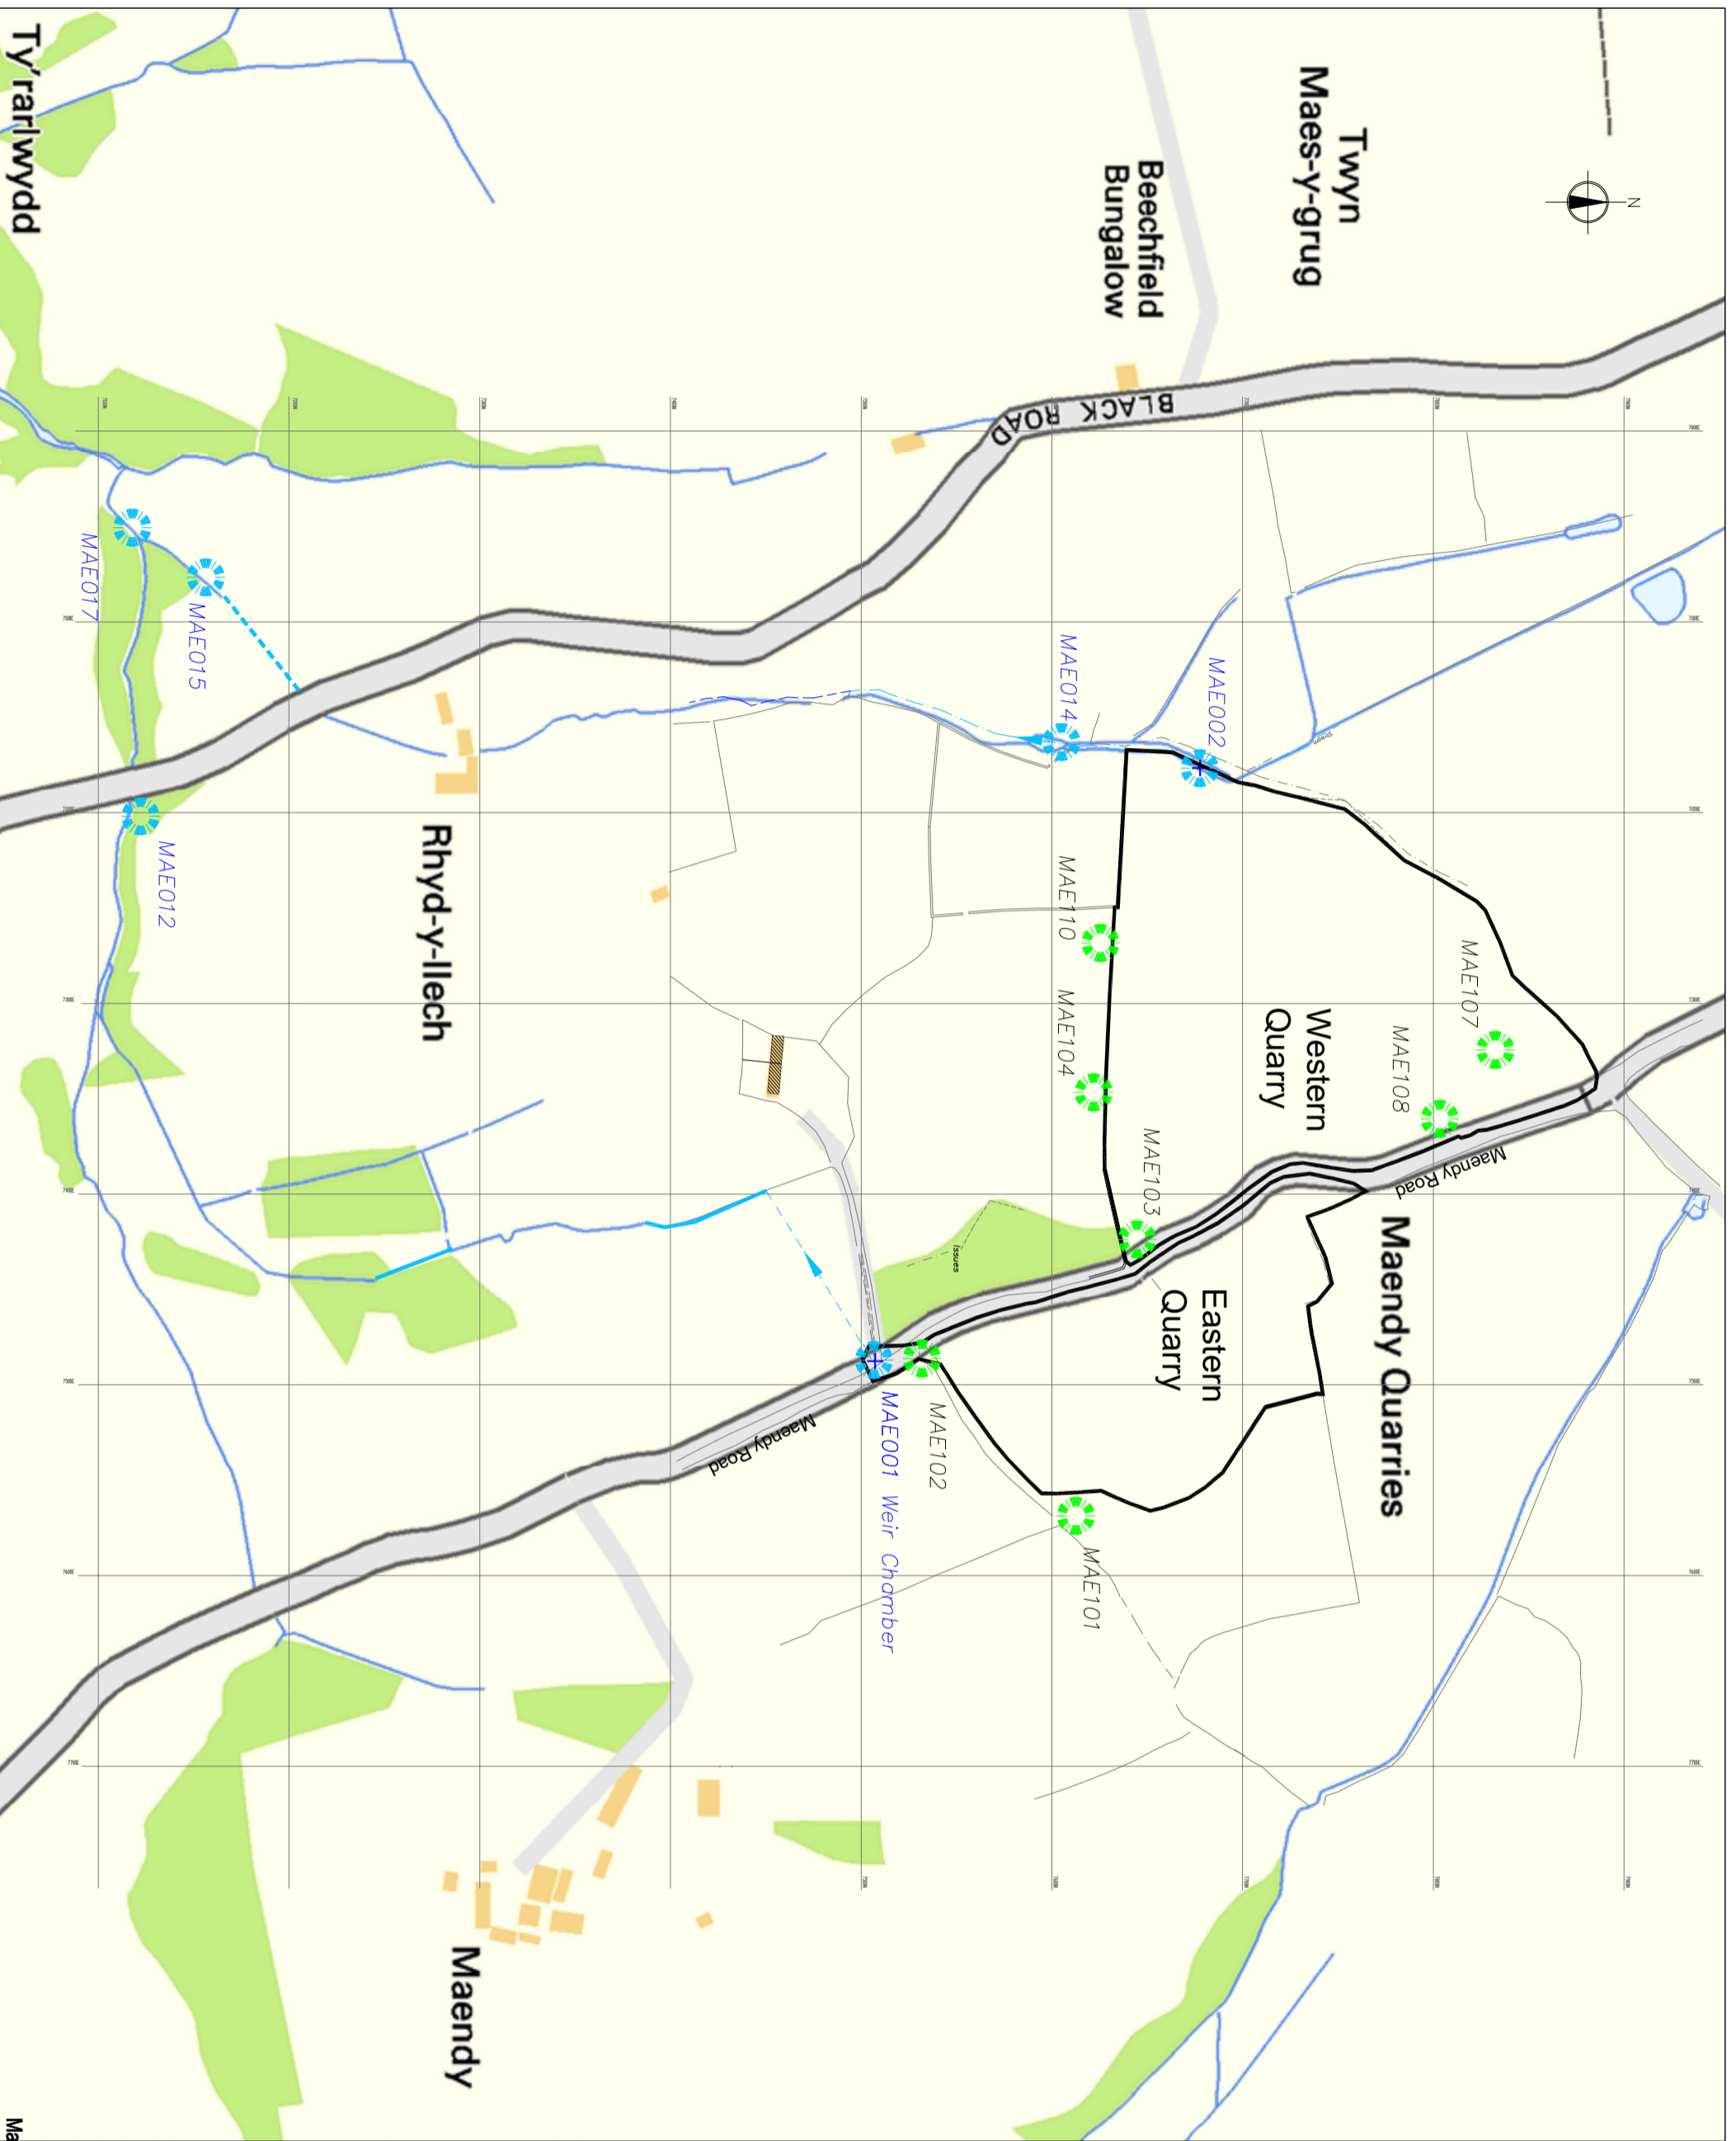 N
Twyn
Maes-y-grug
Beechfield
Bungalow
Ty'rarlwydd
BLACK ROAD
MAE002
MAE014
MAE017
MAE015
MAE012
Rhyd-y-llech
MAE110
MAE104
MAE107
MAE108
Western
Quarry
MAE103
Maendy Road
Maendy Quarries
Eastern
Quarry
Issues
MAE102
MAE001 Weir Chamber
Maendy Road
MAE101
Maendy
Ma